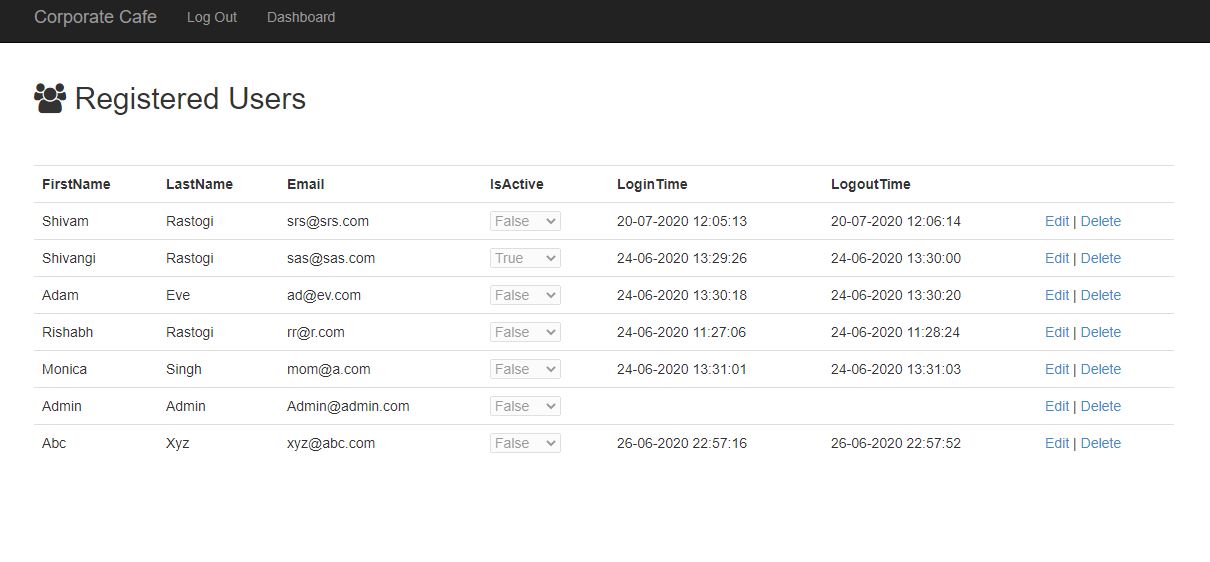 Corporate Cafe Log Out Dashboard
Registered Users
FirstName LastName Email IsActive LoginTime LogoutTime
Shivam Rastogi srs@srs.com False 20-07-2020 12:05:13 20-07-2020 12:06:14 Edit | Delete
Shivangi Rastogi sas@sas.com True 24-06-2020 13:29:26 24-06-2020 13:30:00 Edit | Delete
Adam Eve ad@ev.com False 24-06-2020 13:30:18 24-06-2020 13:30:20 Edit | Delete
Rishabh Rastogi rr@r.com False 24-06-2020 11:27:06 24-06-2020 11:28:24 Edit | Delete
Monica Singh mom@a.com False 24-06-2020 13:31:01 24-06-2020 13:31:03 Edit | Delete
Admin Admin Admin@admin.com False Edit | Delete
Abc Xyz xyz@abc.com False 26-06-2020 22:57:16 26-06-2020 22:57:52 Edit | Delete